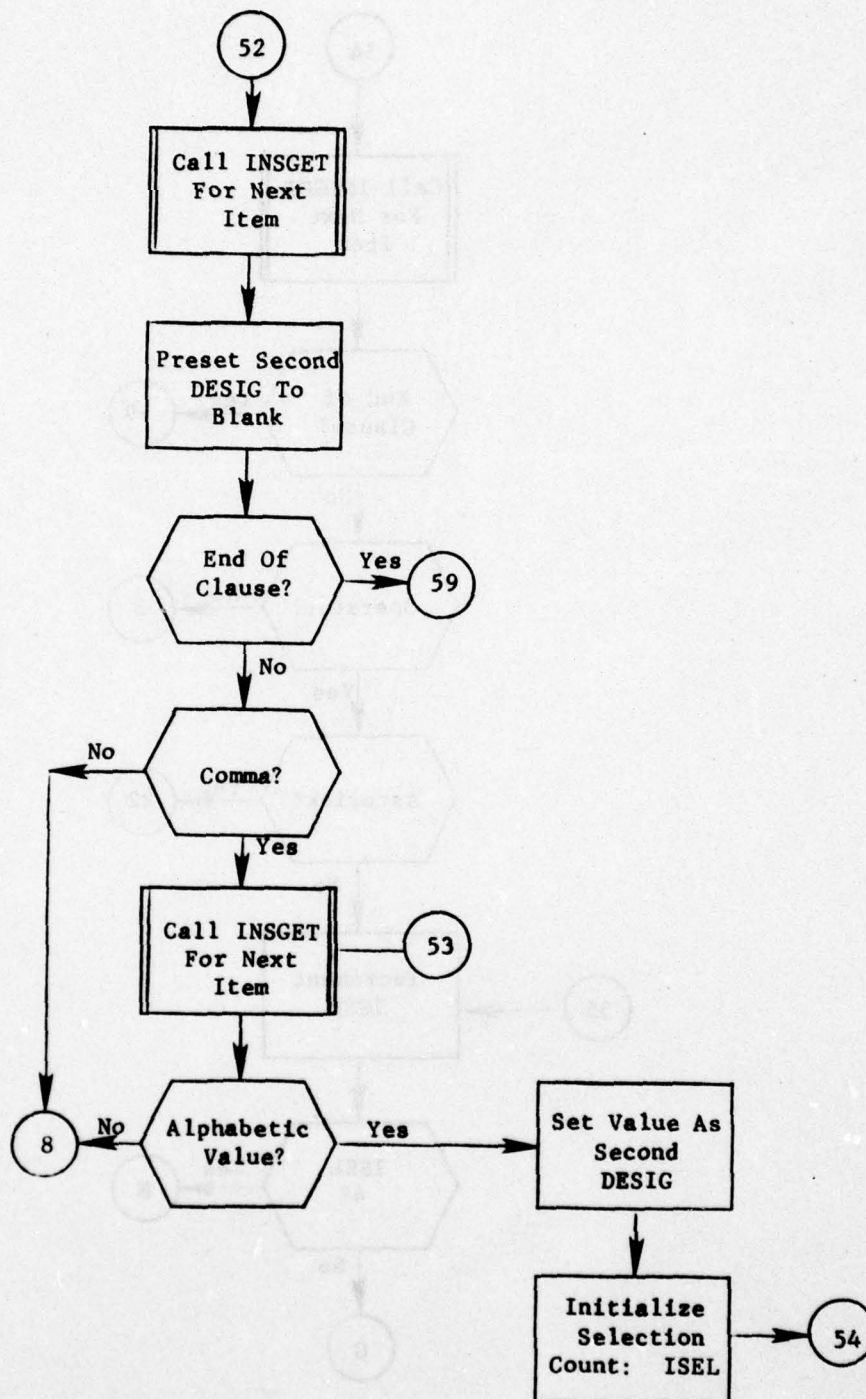 52
Call INSGET
For Next
Item
Preset Second
DESIG To
Blank
End Of
Clause?
Yes
59
No
Comma?
No
Yes
Call INSGET
For Next
Item
53
Alphabetic
Value?
No
8
Yes
Set Value As
Second
DESIG
Initialize
Selection
Count: ISEL
54